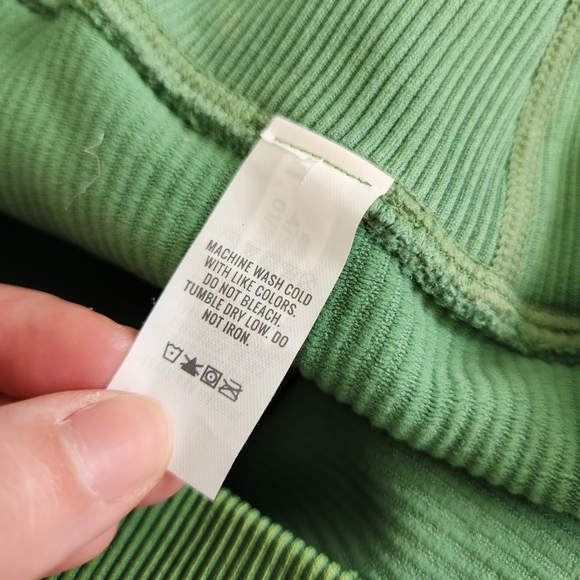 MACHINE WASH COLD
WITH LIKE COLORS.
DO NOT BLEACH.
TUMBLE DRY LOW. DO
NOT IRON.